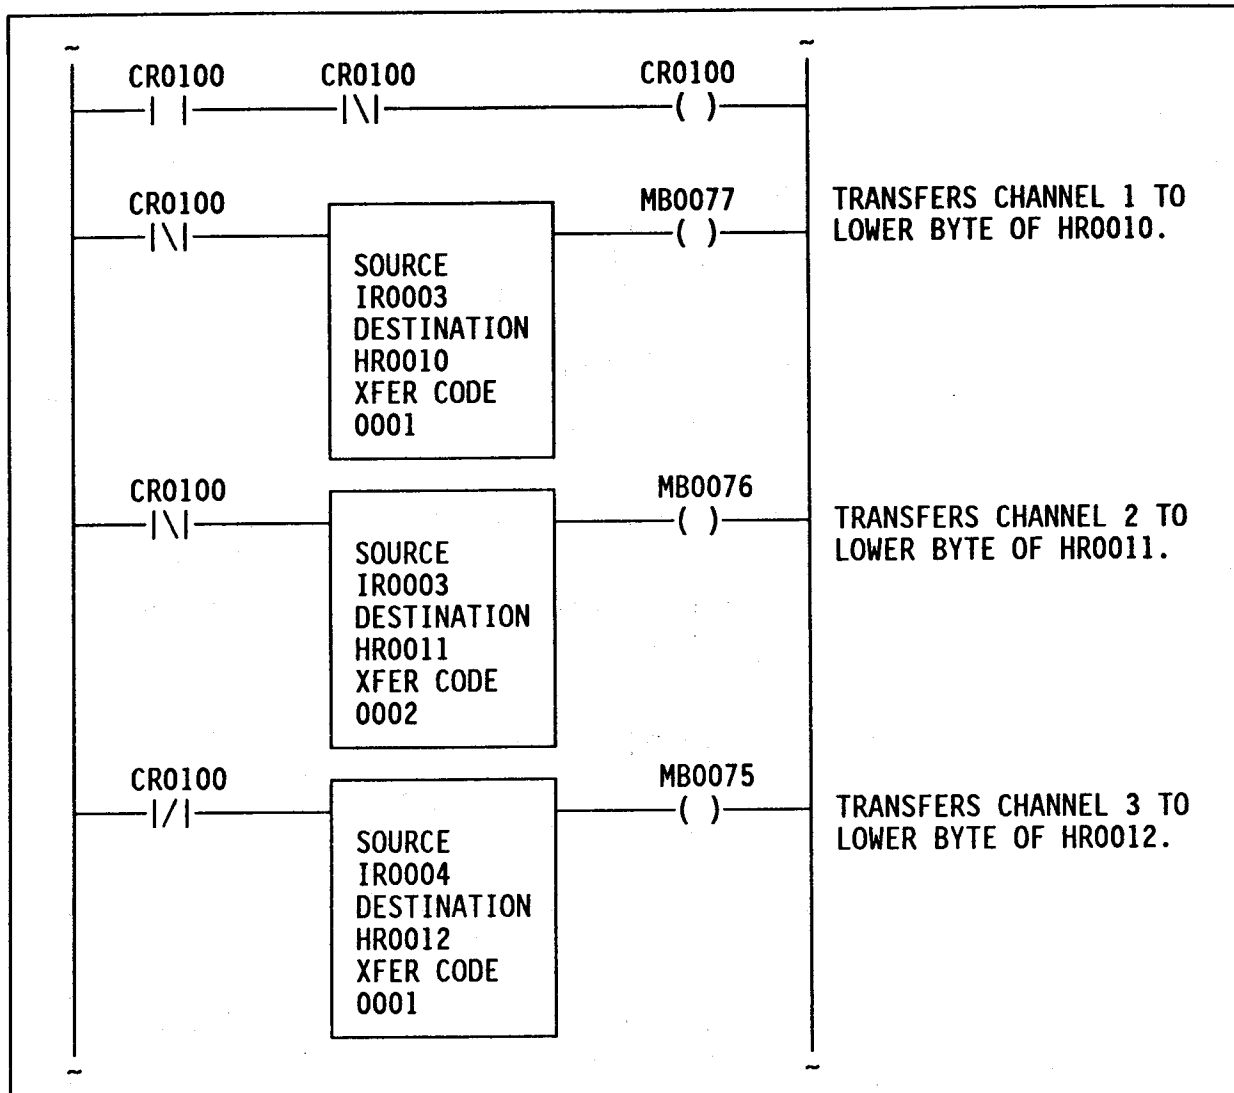 CR0100 CR0100 CR0100
CR0100 MB0077
SOURCE
IR0003
DESTINATION
HR0010
XFER CODE
0001
TRANSFERS CHANNEL 1 TO
LOWER BYTE OF HR0010.
CR0100 MB0076
SOURCE
IR0003
DESTINATION
HR0011
XFER CODE
0002
TRANSFERS CHANNEL 2 TO
LOWER BYTE OF HR0011.
CR0100 MB0075
SOURCE
IR0004
DESTINATION
HR0012
XFER CODE
0001
TRANSFERS CHANNEL 3 TO
LOWER BYTE OF HR0012.